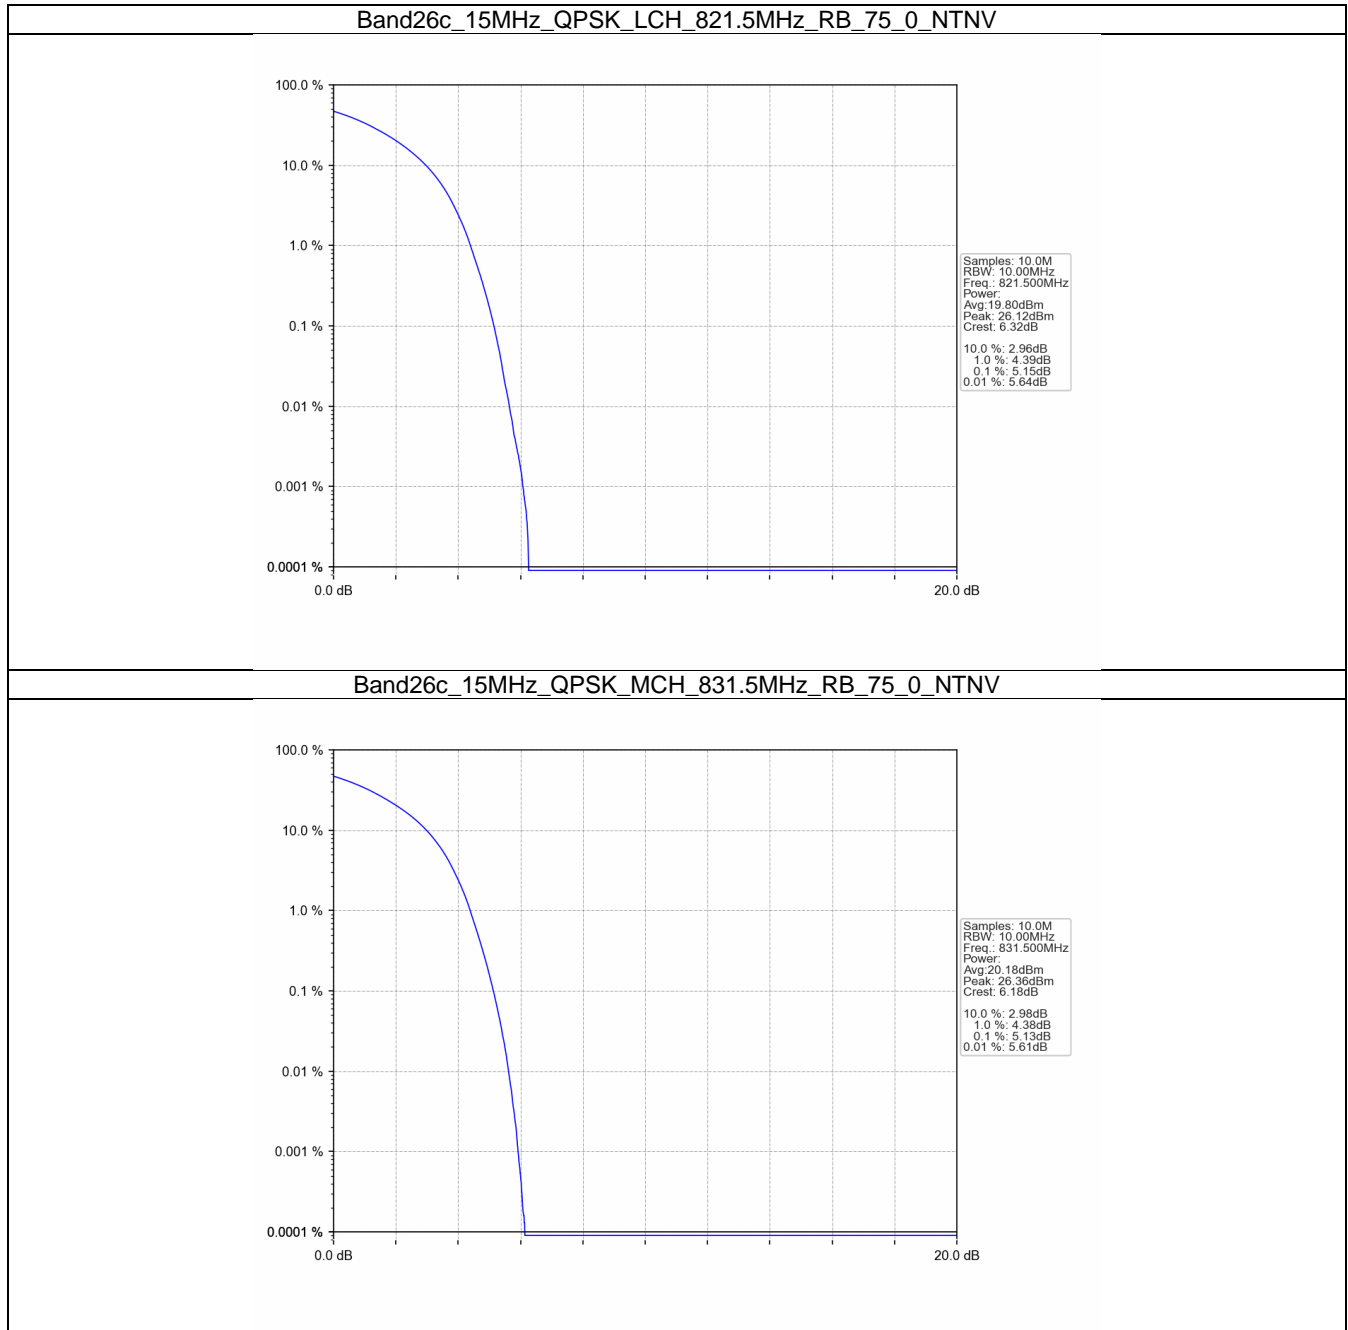 Band26c_15MHz_QPSK_LCH_821.5MHz_RB_75_0_NTNV
100.0 %
10.0 %
1.0 %
0.1 %
0.01 %
0.001 %
0.0001 %
0.0 dB
20.0 dB
Samples: 10.0M
RBW: 10.00MHz
Freq.: 821.500MHz
Power:
Avg:19.80dBm
Peak: 26.12dBm
Crest: 6.32dB
10.0 %: 2.96dB
1.0 %: 4.39dB
0.1 %: 5.15dB
0.01 %: 5.64dB
Band26c_15MHz_QPSK_MCH_831.5MHz_RB_75_0_NTNV
100.0 %
10.0 %
1.0 %
0.1 %
0.01 %
0.001 %
0.0001 %
0.0 dB
20.0 dB
Samples: 10.0M
RBW: 10.00MHz
Freq.: 831.500MHz
Power:
Avg:20.18dBm
Peak: 26.36dBm
Crest: 6.18dB
10.0 %: 2.98dB
1.0 %: 4.38dB
0.1 %: 5.13dB
0.01 %: 5.61dB